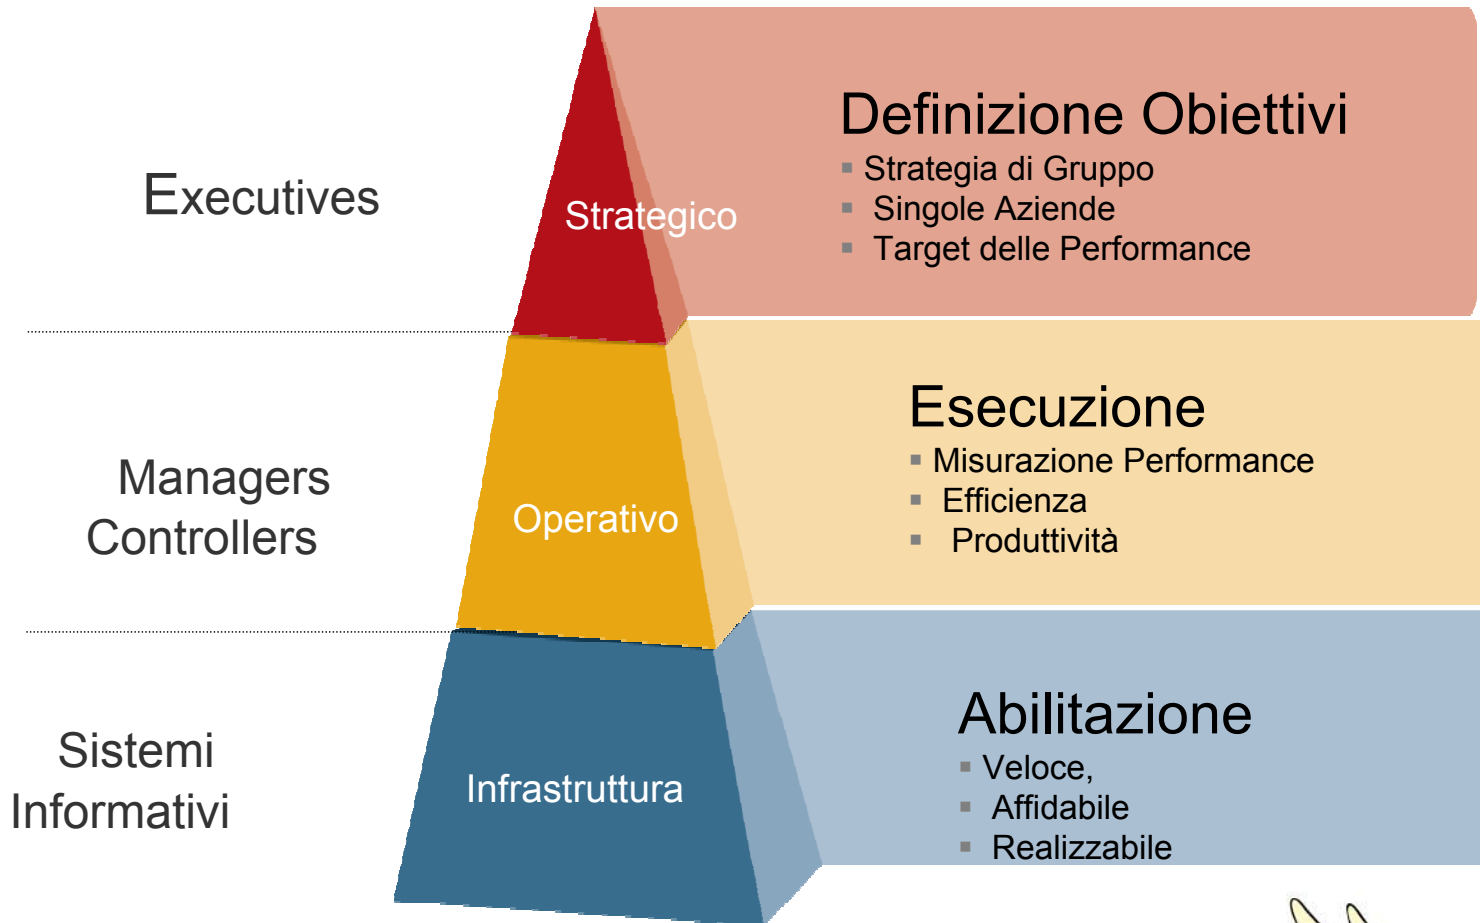 Executives
Strategico
Definizione Obiettivi
▪ Strategia di Gruppo
▪ Singole Aziende
▪ Target delle Performance
Managers
Controllers
Operativo
Esecuzione
▪ Misurazione Performance
▪ Efficienza
▪ Produttività
Sistemi
Informativi
Infrastruttura
Abilitazione
▪ Veloce,
▪ Affidabile
▪ Realizzabile